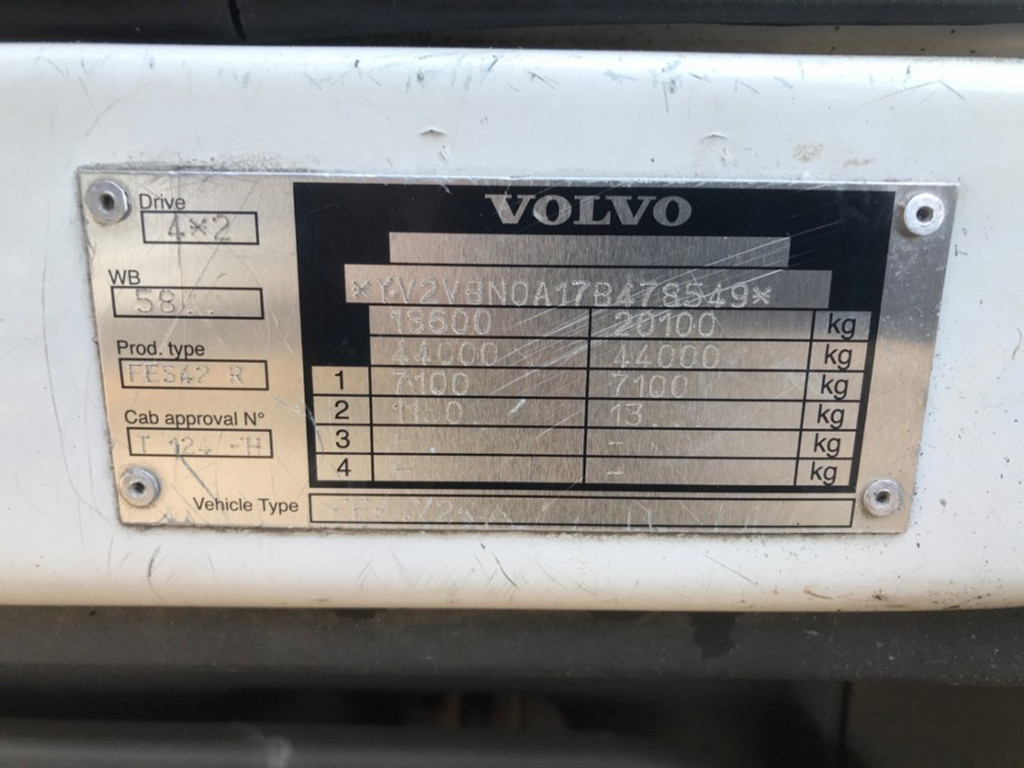 VOLVO
Drive
4*2
WB
Prod. type
FES42 R
Cab approval N°
*YV2V8N0A17B478549*
18600 20100 kg
44000 44000 kg
1 7100 7100 kg
2 kg
3 - - kg
4 - - kg
Vehicle Type